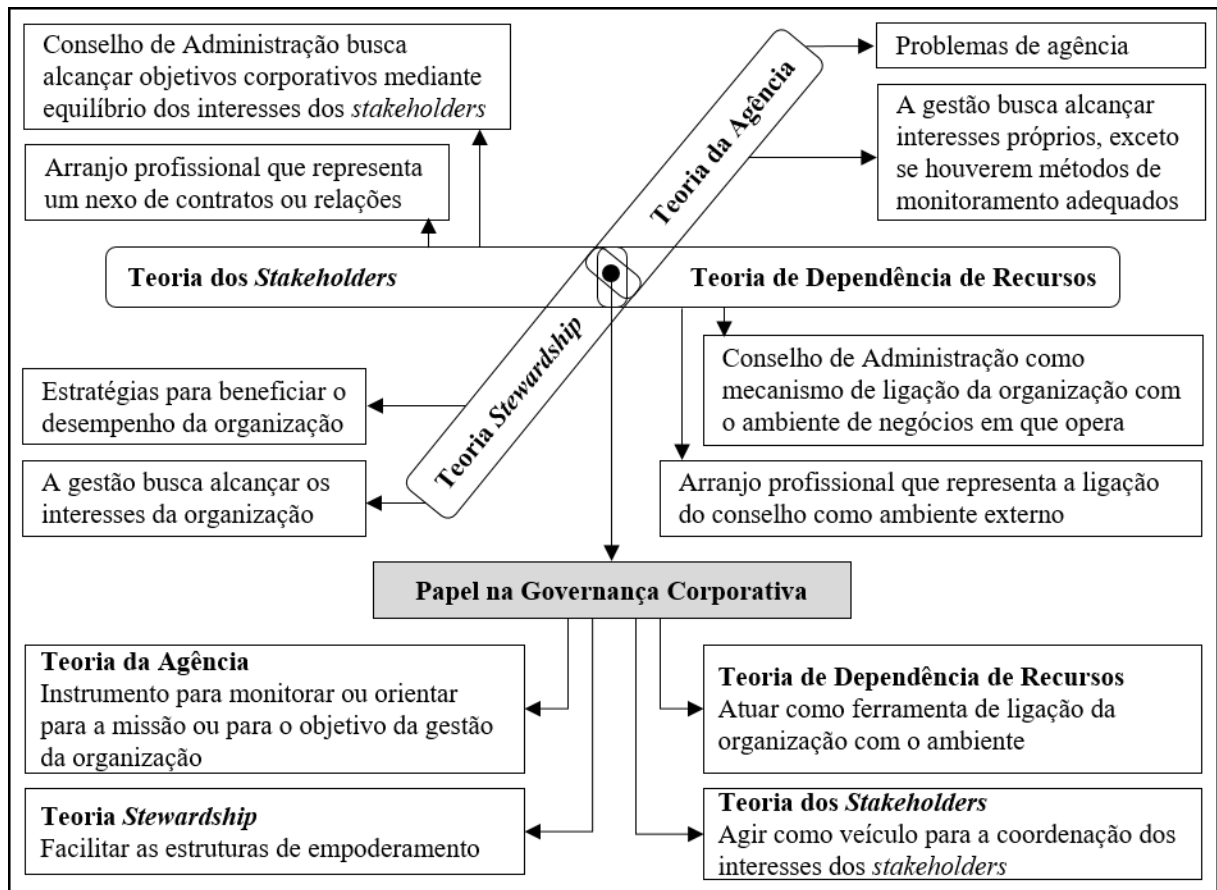 Conselho de Administração busca
alcançar objetivos corporativos mediante
equilíbrio dos interesses dos stakeholders
Arranjo profissional que representa
um nexo de contratos ou relações
Problemas de agência
A gestão busca alcançar
interesses próprios, exceto
se houverem métodos de
monitoramento adequados
Teoria da Agência
Teoria dos Stakeholders
Teoria de Dependência de Recursos
Teoria Stewardship
Estratégias para beneficiar o
desempenho da organização
A gestão busca alcançar os
interesses da organização
Conselho de Administração como
mecanismo de ligação da organização com
o ambiente de negócios em que opera
Arranjo profissional que representa a ligação
do conselho como ambiente externo
Papel na Governança Corporativa
Teoria da Agência
Instrumento para monitorar ou orientar
para a missão ou para o objetivo da gestão
da organização
Teoria de Dependência de Recursos
Atuar como ferramenta de ligação da
organização com o ambiente
Teoria Stewardship
Facilitar as estruturas de empoderamento
Teoria dos Stakeholders
Agir como veículo para a coordenação dos
interesses dos stakeholders